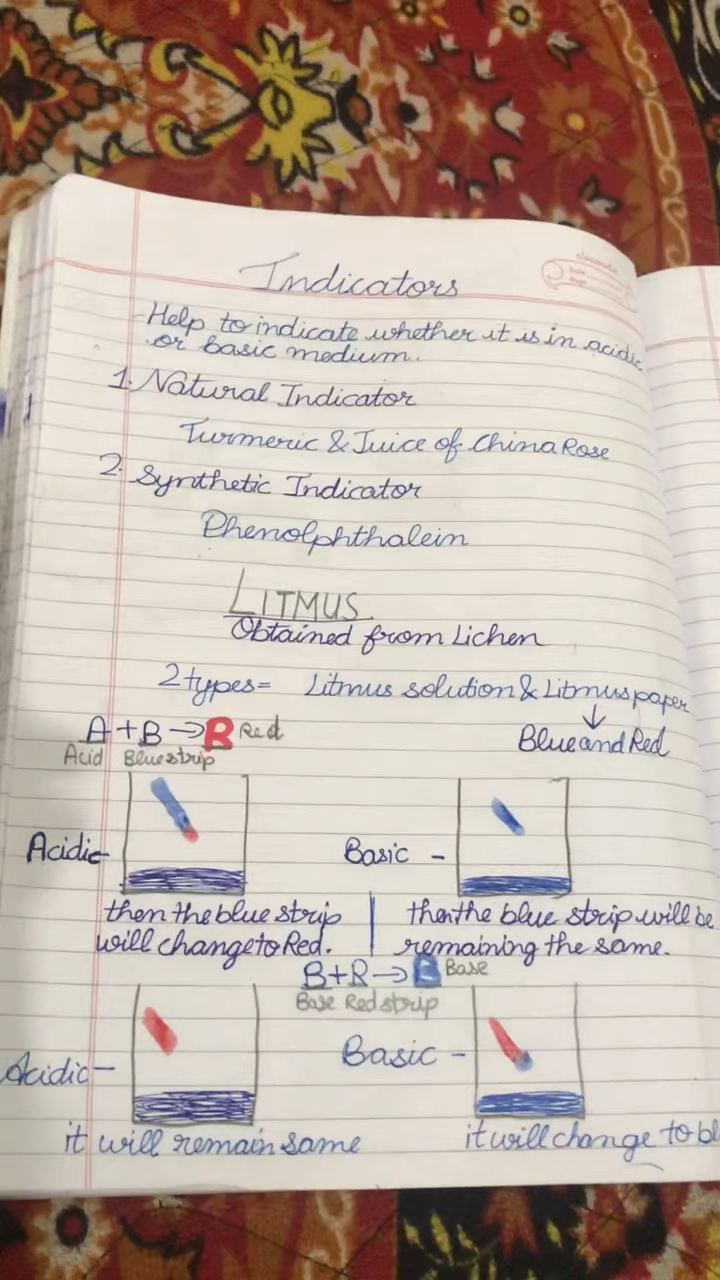 Indicators
Help to indicate whether it is in acidic
or basic medium.
1. Natural Indicator
Turmeric & Juice of China Rose
2. Synthetic Indicator
Phenolphthalein
LITMUS
Obtained from Lichen
2 types = Litmus solution & Litmus paper
↓
Blue and Red
A + B → R Red
Acid Blue strip
Acidic-
Basic -
then the blue strip
will change to Red.
then the blue strip will be
remaining the same.
B + R → B Base
Base Red strip
Acidic-
Basic -
it will remain same
it will change to bl